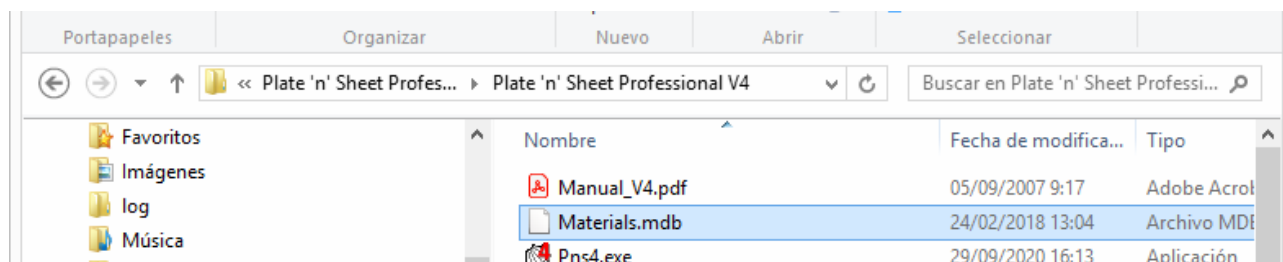 Portapapeles Organizar Nuevo Abrir Seleccionar
« Plate 'n' Sheet Profes... Plate 'n' Sheet Professional V4 Buscar en Plate 'n' Sheet Professi...
Favoritos Nombre Fecha de modifica... Tipo
Imágenes
Manual_V4.pdf 05/09/2007 9:17 Adobe Acrol
log
Materials.mdb 24/02/2018 13:04 Archivo MDE
Música
Pns4.exe 29/09/2020 16:13 Aplicación